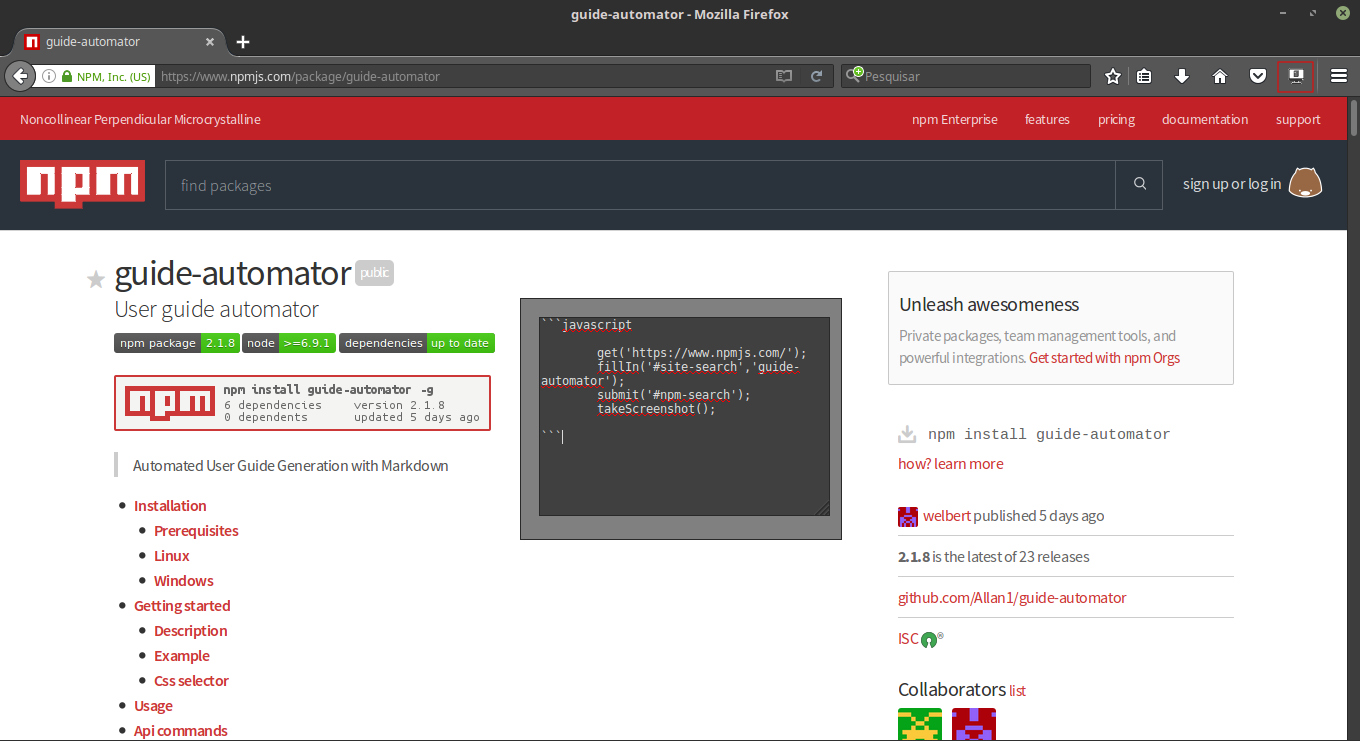 guide-automator - Mozilla Firefox
guide-automator
NPM, Inc. (US)
https://www.npmjs.com/package/guide-automator
Pesquisar
Noncollinear Perpendicular Microcrystalline
npm Enterprise
features
pricing
documentation
support
npm
find packages
sign up or log in
guide-automator
public
User guide automator
npm package 2.1.8
node >=6.9.1
dependencies up to date
npm
npm install guide-automator -g
6 dependencies version 2.1.8
0 dependents updated 5 days ago
Automated User Guide Generation with Markdown
Installation
Prerequisites
Linux
Windows
Getting started
Description
Example
Css selector
Usage
Api commands
```javascript
get('https://www.npmjs.com/');
fillIn('#site-search','guide-
automator');
submit('#npm-search');
takeScreenshot();
```
Unleash awesomeness
Private packages, team management tools, and
powerful integrations. Get started with npm Orgs
npm install guide-automator
how? learn more
welbert published 5 days ago
2.1.8 is the latest of 23 releases
github.com/Allan1/guide-automator
ISC ®
Collaborators list